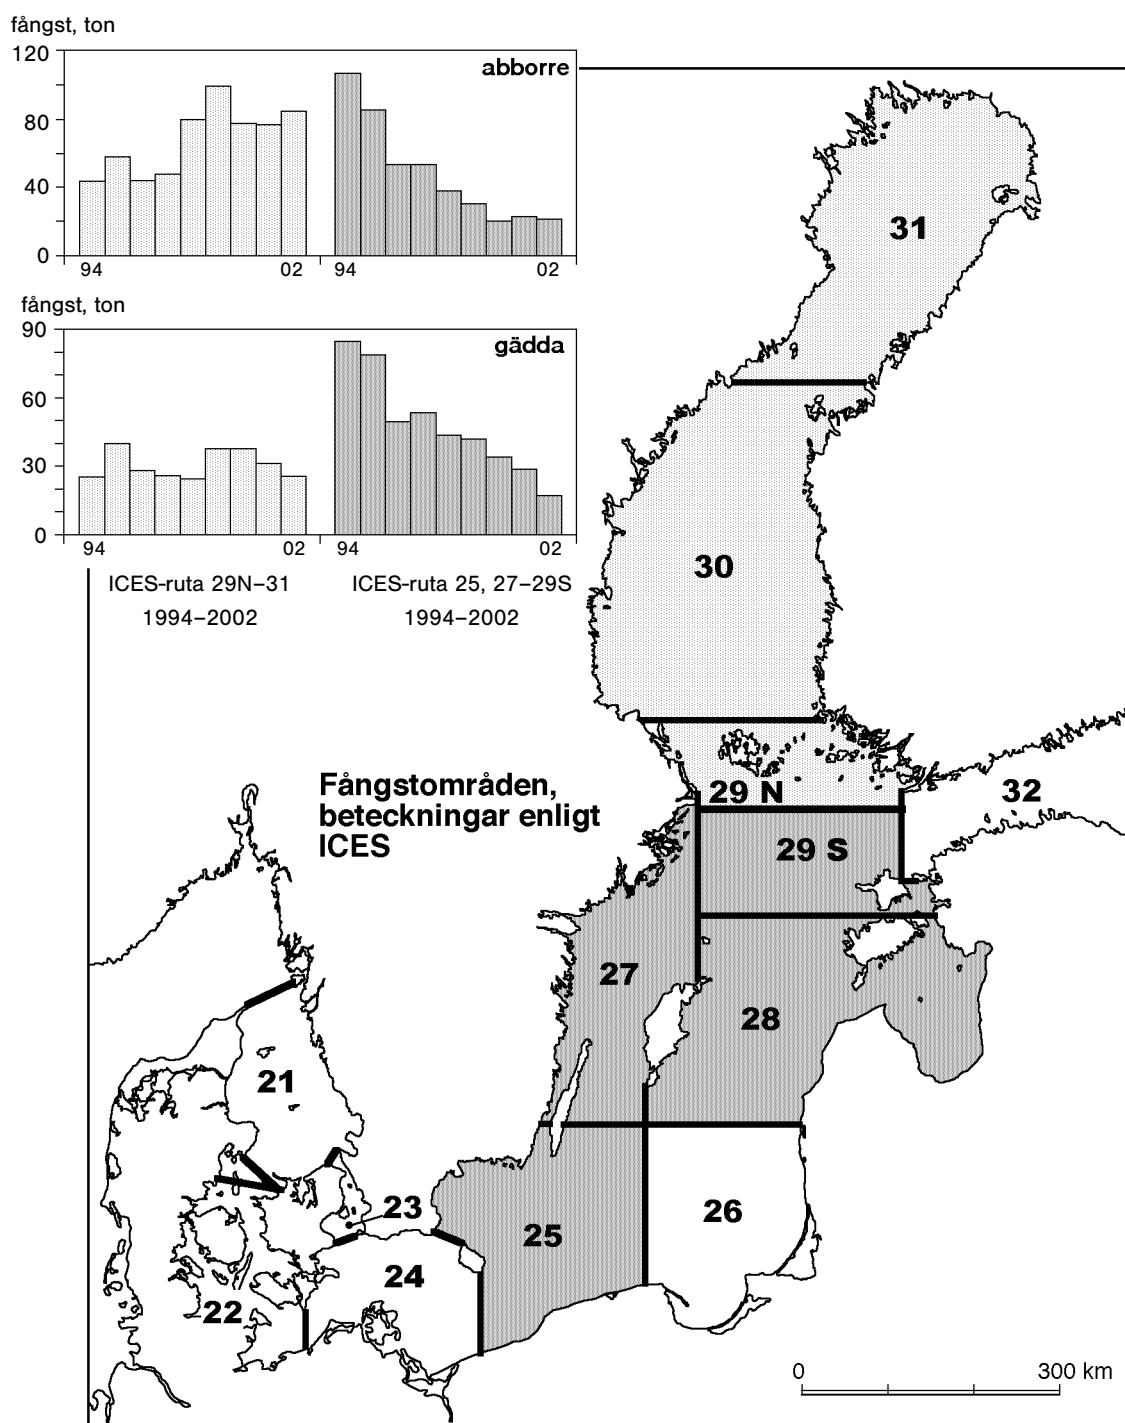 fångst, ton
120
abborre
80
40
0
94
02
94
02
fångst, ton
90
gädda
60
30
0
94
02
94
02
ICES-ruta 29N–31
1994–2002
ICES-ruta 25, 27–29S
1994–2002
31
30
Fångstområden,
beteckningar enligt
ICES
29 N
32
29 S
27
28
21
23
26
25
24
22
0
300 km